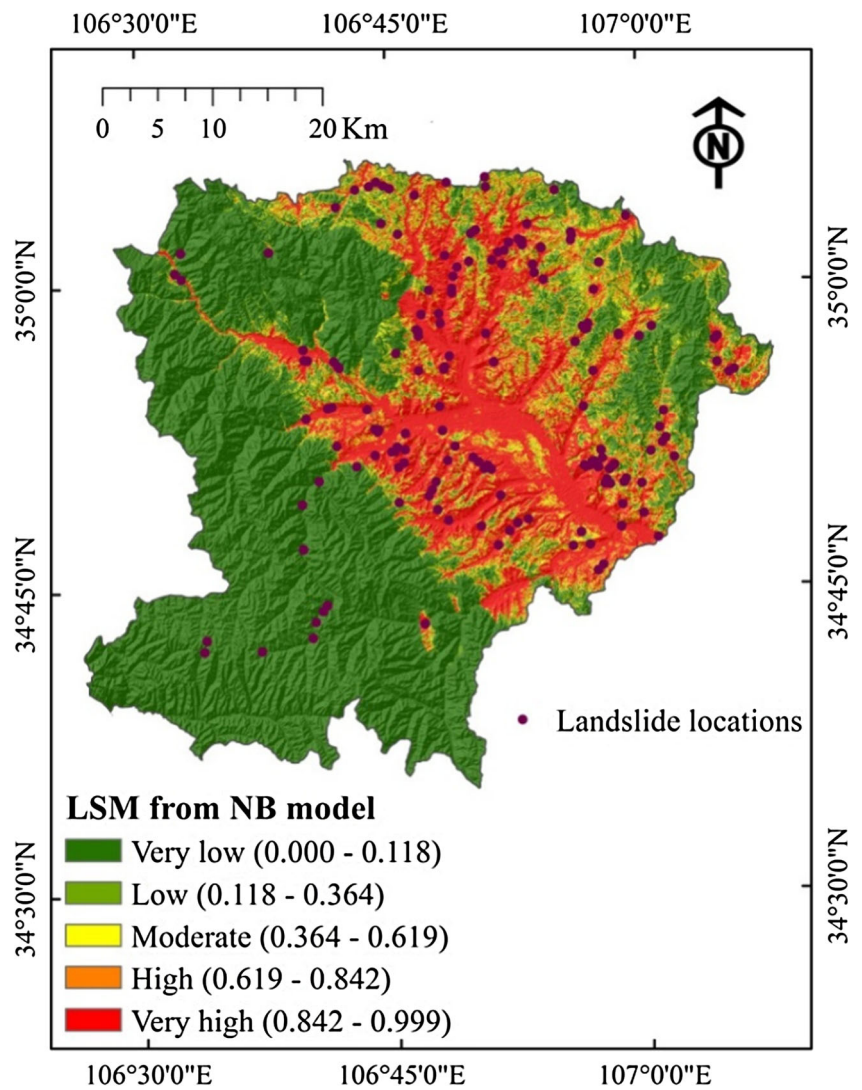 106°30'0"E 106°45'0"E 107°0'0"E
0 5 10 20 Km
N
35°0'0"N 35°0'0"N
34°45'0"N 34°45'0"N
Landslide locations
LSM from NB model
Very low (0.000 - 0.118)
Low (0.118 - 0.364)
Moderate (0.364 - 0.619)
High (0.619 - 0.842)
Very high (0.842 - 0.999)
34°30'0"N 34°30'0"N
106°30'0"E 106°45'0"E 107°0'0"E